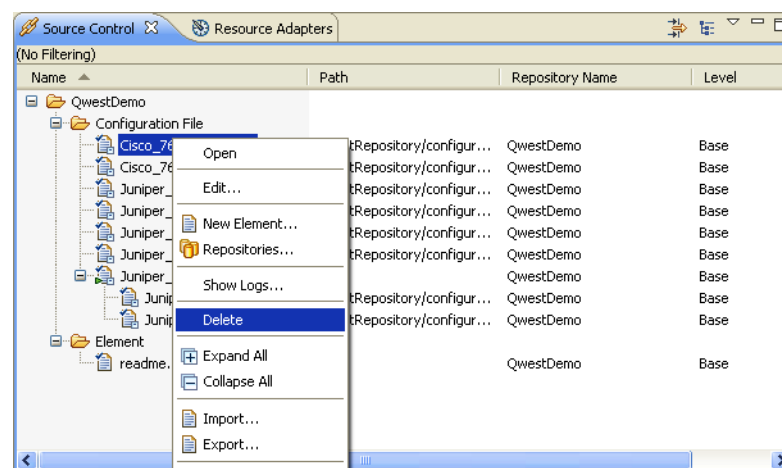 Source Control Resource Adapters
(No Filtering)
Name Path Repository Name Level
QwestDemo
Configuration File
Cisco_76 tRepository/configur... QwestDemo Base
Cisco_76 tRepository/configur... QwestDemo Base
Juniper_ tRepository/configur... QwestDemo Base
Juniper_ tRepository/configur... QwestDemo Base
Juniper_ tRepository/configur... QwestDemo Base
Juniper_ tRepository/configur... QwestDemo Base
Juniper_ QwestDemo Base
Juni tRepository/configur... QwestDemo Base
Juni tRepository/configur... QwestDemo Base
Element
readme. QwestDemo Base
Open
Edit...
New Element...
Repositories...
Show Logs...
Delete
Expand All
Collapse All
Import...
Export...